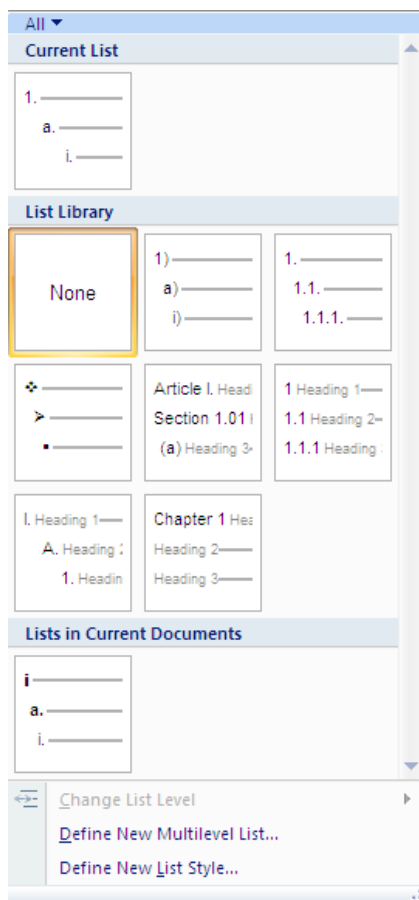 All
Current List
1.
a.
i.
List Library
None
1)
a)
i)
1.
1.1.
1.1.1.
Article I. Head
Section 1.01
(a) Heading 3
1 Heading 1
1.1 Heading 2
1.1.1 Heading
I. Heading 1
A. Heading 2
1. Headin
Chapter 1 Hea
Heading 2
Heading 3
Lists in Current Documents
i
a.
i.
Change List Level
Define New Multilevel List...
Define New List Style...